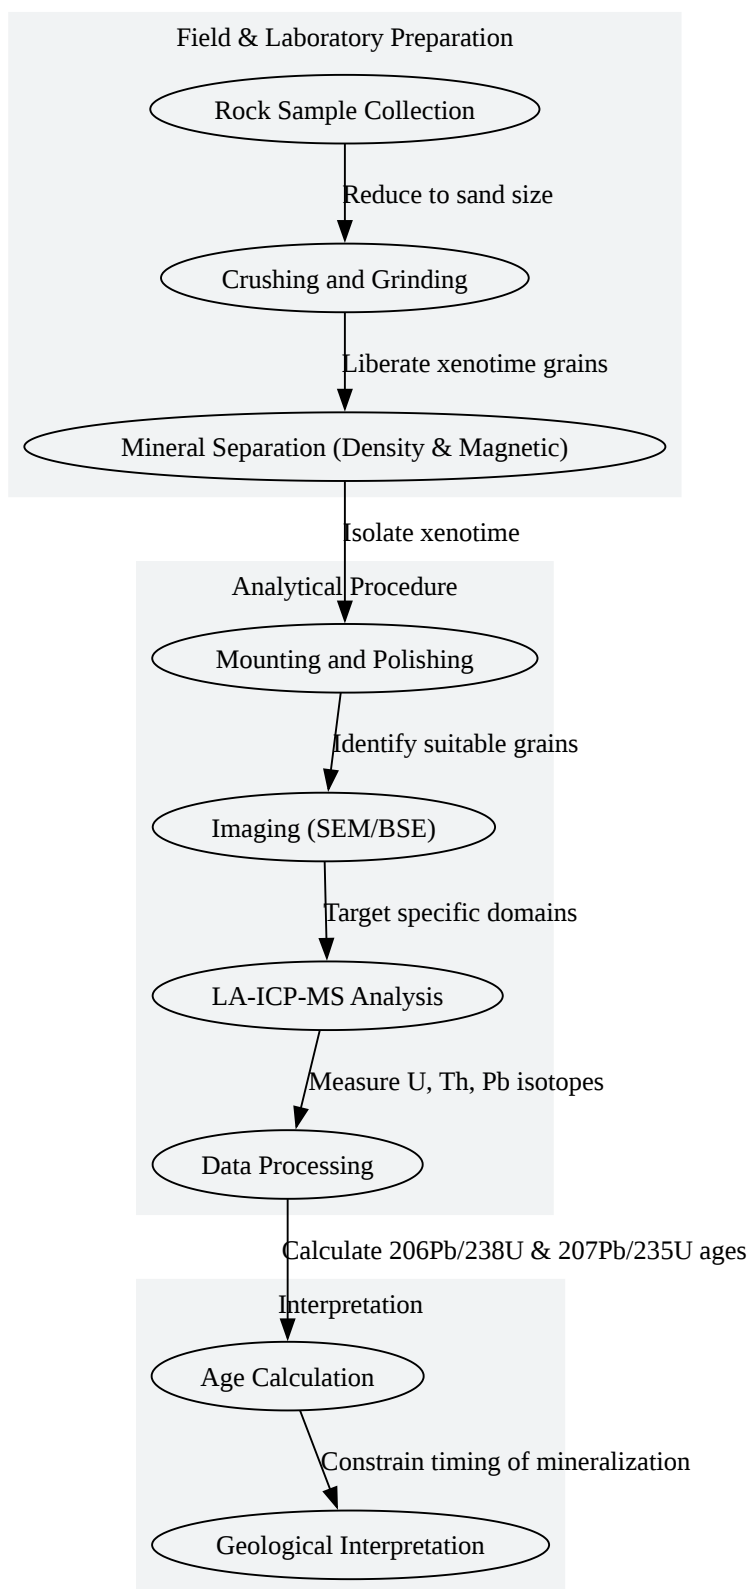 Field & Laboratory Preparation
Rock Sample Collection
Reduce to sand size
Crushing and Grinding
Liberate xenotime grains
Mineral Separation (Density & Magnetic)
Isolate xenotime
Analytical Procedure
Mounting and Polishing
Identify suitable grains
Imaging (SEM/BSE)
Target specific domains
LA-ICP-MS Analysis
Measure U, Th, Pb isotopes
Data Processing
Calculate 206Pb/238U & 207Pb/235U ages
Interpretation
Age Calculation
Constrain timing of mineralization
Geological Interpretation